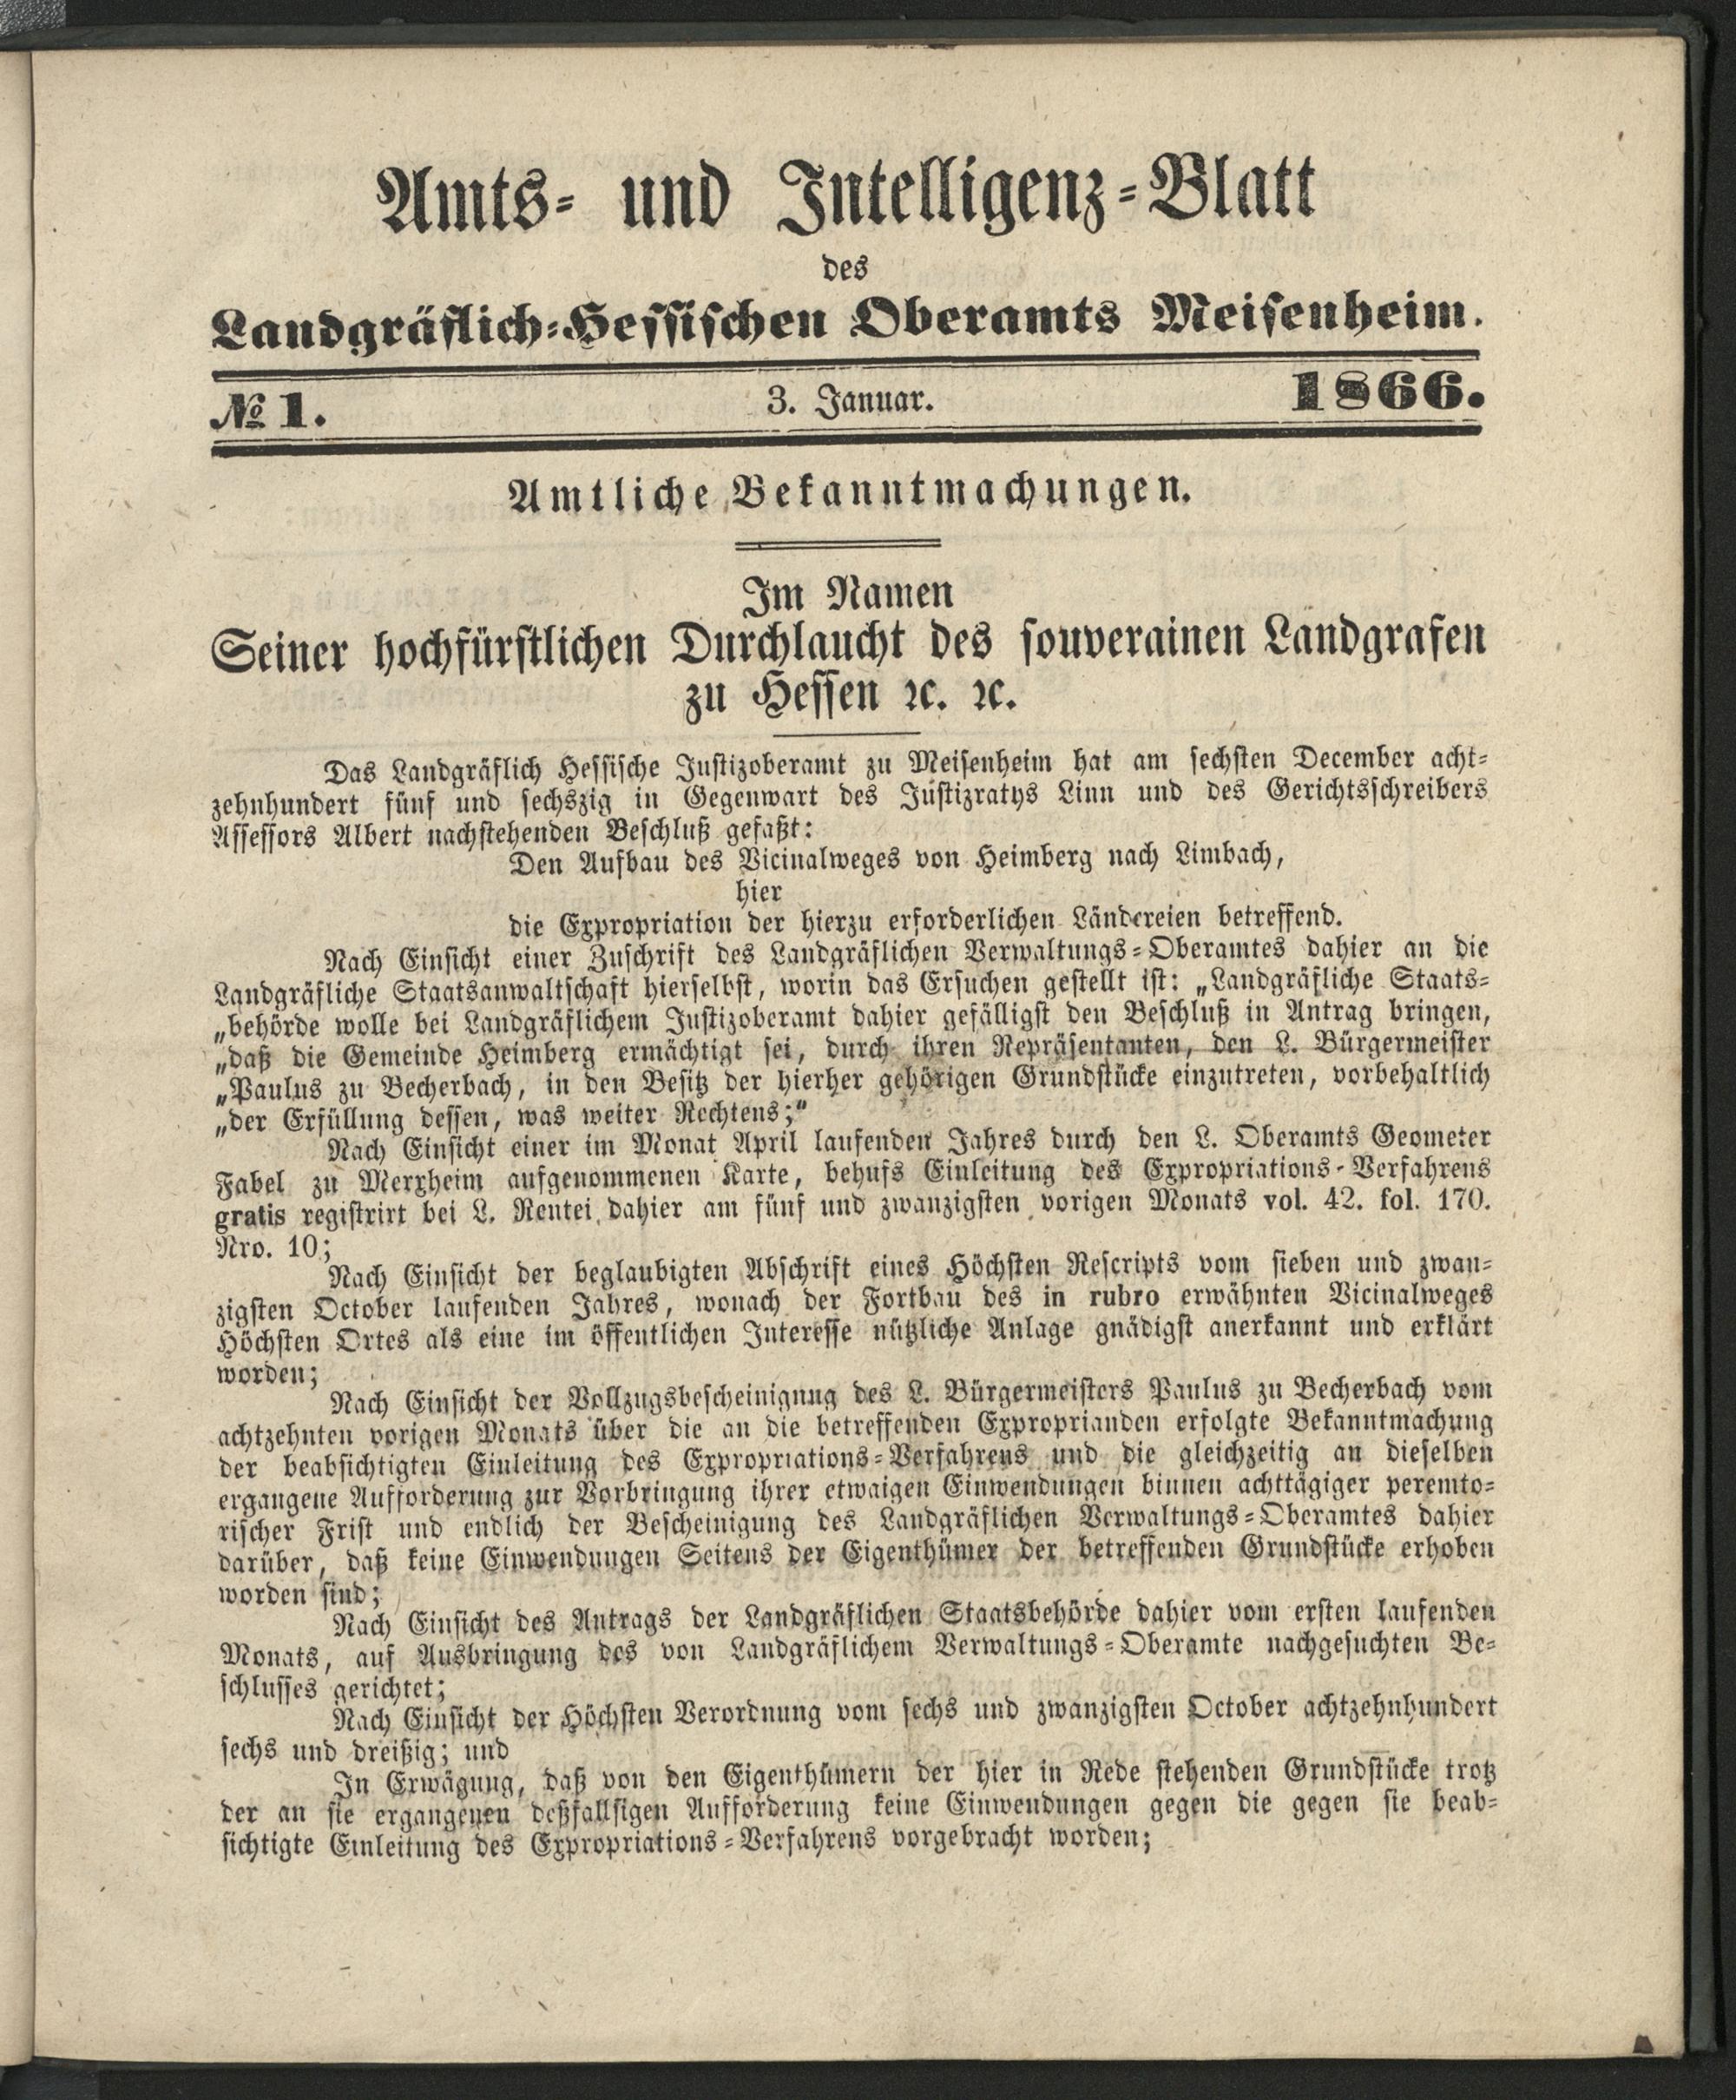 Amts- und Intelligenz-Blatt
des
Landgräflich-Hessischen Oberamts Meisenheim.
№ 1.
3. Januar.
1866.
Amtliche Bekanntmachungen.
Im Namen
Seiner hochfürstlichen Durchlaucht des souverainen Landgrafen
zu Hessen ꝛc. ꝛc.
Das Landgräflich Hessische Justizoberamt zu Meisenheim hat am sechsten December acht-
zehnhundert fünf und sechszig in Gegenwart des Justizraths Linn und des Gerichtsschreibers
Assessors Albert nachstehenden Beschluß gefaßt:
Den Aufbau des Vicinalweges von Heimberg nach Limbach,
hier
die Expropriation der hierzu erforderlichen Ländereien betreffend.
Nach Einsicht einer Zuschrift des Landgräflichen Verwaltungs-Oberamtes dahier an die
Landgräfliche Staatsanwaltschaft hierselbst, worin das Ersuchen gestellt ist: „Landgräfliche Staats-
„behörde wolle bei Landgräflichem Justizoberamt dahier gefälligst den Beschluß in Antrag bringen,
„daß die Gemeinde Heimberg ermächtigt sei, durch ihren Repräsentanten, den L. Bürgermeister
„Paulus zu Becherbach, in den Besitz der hierher gehörigen Grundstücke einzutreten, vorbehaltlich
„der Erfüllung dessen, was weiter Rechtens;“
Nach Einsicht einer im Monat April laufenden Jahres durch den L. Oberamts Geometer
Fabel zu Merxheim aufgenommenen Karte, behufs Einleitung des Expropriations-Verfahrens
gratis registrirt bei L. Rentei dahier am fünf und zwanzigsten vorigen Monats vol. 42. fol. 170.
Nro. 10;
Nach Einsicht der beglaubigten Abschrift eines Höchsten Rescripts vom sieben und zwan-
zigsten October laufenden Jahres, wonach der Fortbau des in rubro erwähnten Vicinalweges
Höchsten Ortes als eine im öffentlichen Interesse nützliche Anlage gnädigst anerkannt und erklärt
worden;
Nach Einsicht der Vollzugsbescheinigung des L. Bürgermeisters Paulus zu Becherbach vom
achtzehnten vorigen Monats über die an die betreffenden Exproprianden erfolgte Bekanntmachung
der beabsichtigten Einleitung des Expropriations-Verfahrens und die gleichzeitig an dieselben
ergangene Aufforderung zur Vorbringung ihrer etwaigen Einwendungen binnen achttägiger peremto-
rischer Frist und endlich der Bescheinigung des Landgräflichen Verwaltungs-Oberamtes dahier
darüber, daß keine Einwendungen Seitens der Eigenthümer der betreffenden Grundstücke erhoben
worden sind;
Nach Einsicht des Antrags der Landgräflichen Staatsbehörde dahier vom ersten laufenden
Monats, auf Ausbringung des von Landgräflichem Verwaltungs-Oberamte nachgesuchten Be-
schlusses gerichtet;
Nach Einsicht der Höchsten Verordnung vom sechs und zwanzigsten October achtzehnhundert
sechs und dreißig; und
In Erwägung, daß von den Eigenthümern der hier in Rede stehenden Grundstücke trotz
der an sie ergangenen deßfallsigen Aufforderung keine Einwendungen gegen die gegen sie beab-
sichtigte Einleitung des Expropriations-Verfahrens vorgebracht worden;